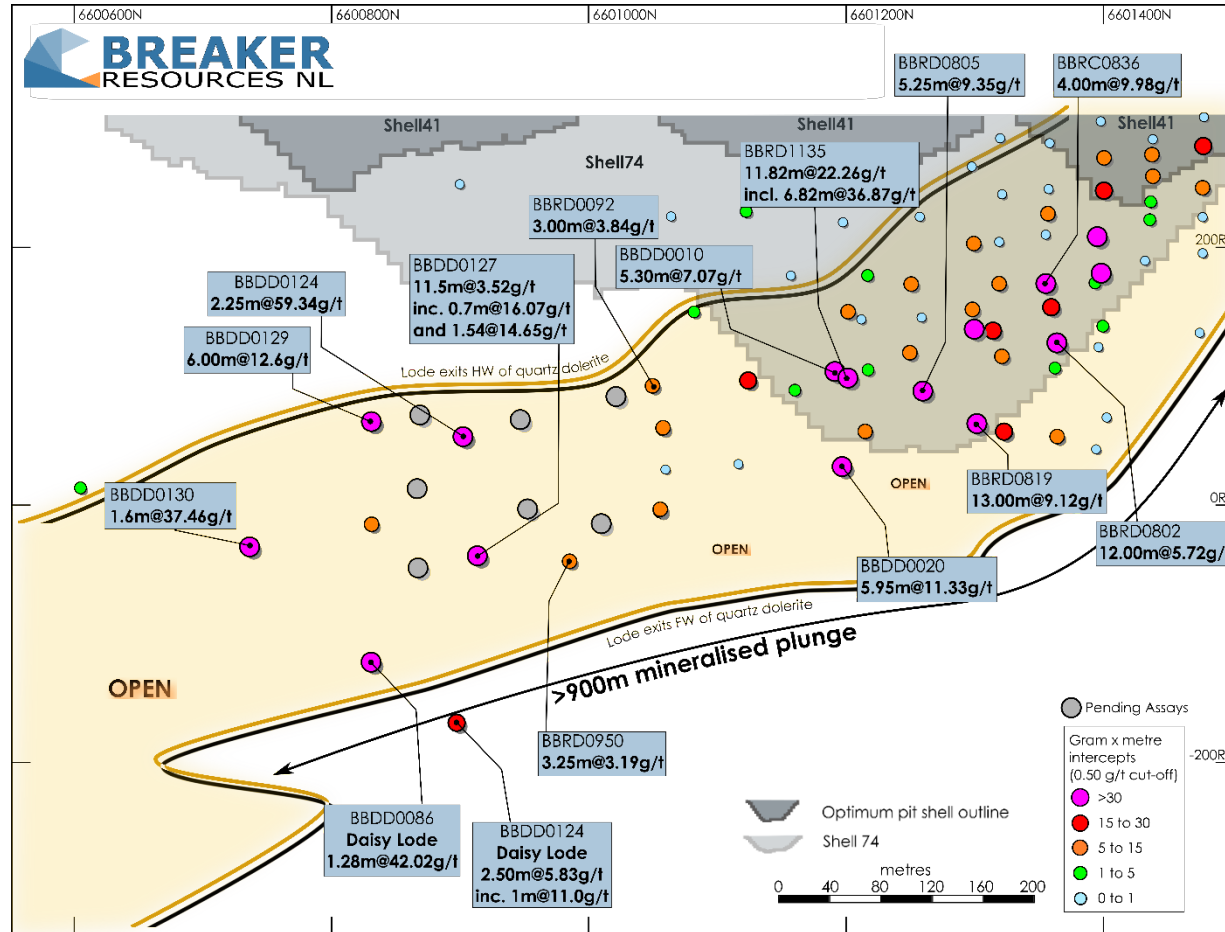 6600600N
6600800N
6601000N
6601200N
6601400N
BREAKER
RESOURCES NL
BBRD0805
5.25m@9.35g/t
BBRC0836
4.00m@9.98g/t
Shell41
Shell41
Shell41
Shell74
BBRD1135
11.82m@22.26g/t
incl. 6.82m@36.87g/t
BBRD0092
3.00m@3.84g/t
BBDD0010
5.30m@7.07g/t
200R
BBDD0124
2.25m@59.34g/t
BBDD0127
11.5m@3.52g/t
inc. 0.7m@16.07g/t
and 1.54@14.65g/t
BBDD0129
6.00m@12.6g/t
Lode exits HW of quartz dolerite
BBDD0130
1.6m@37.46g/t
OPEN
BBRD0819
13.00m@9.12g/t
0R
BBRD0802
12.00m@5.72g/
OPEN
BBDD0020
5.95m@11.33g/t
Lode exits FW of quartz dolerite
>900m mineralised plunge
OPEN
Pending Assays
BBRD0950
3.25m@3.19g/t
-200R
Gram x metre
intercepts
(0.50 g/t cut-off)
>30
15 to 30
5 to 15
1 to 5
0 to 1
BBDD0086
Daisy Lode
1.28m@42.02g/t
BBDD0124
Daisy Lode
2.50m@5.83g/t
inc. 1m@11.0g/t
Optimum pit shell outline
Shell 74
metres
0 40 80 120 160 200